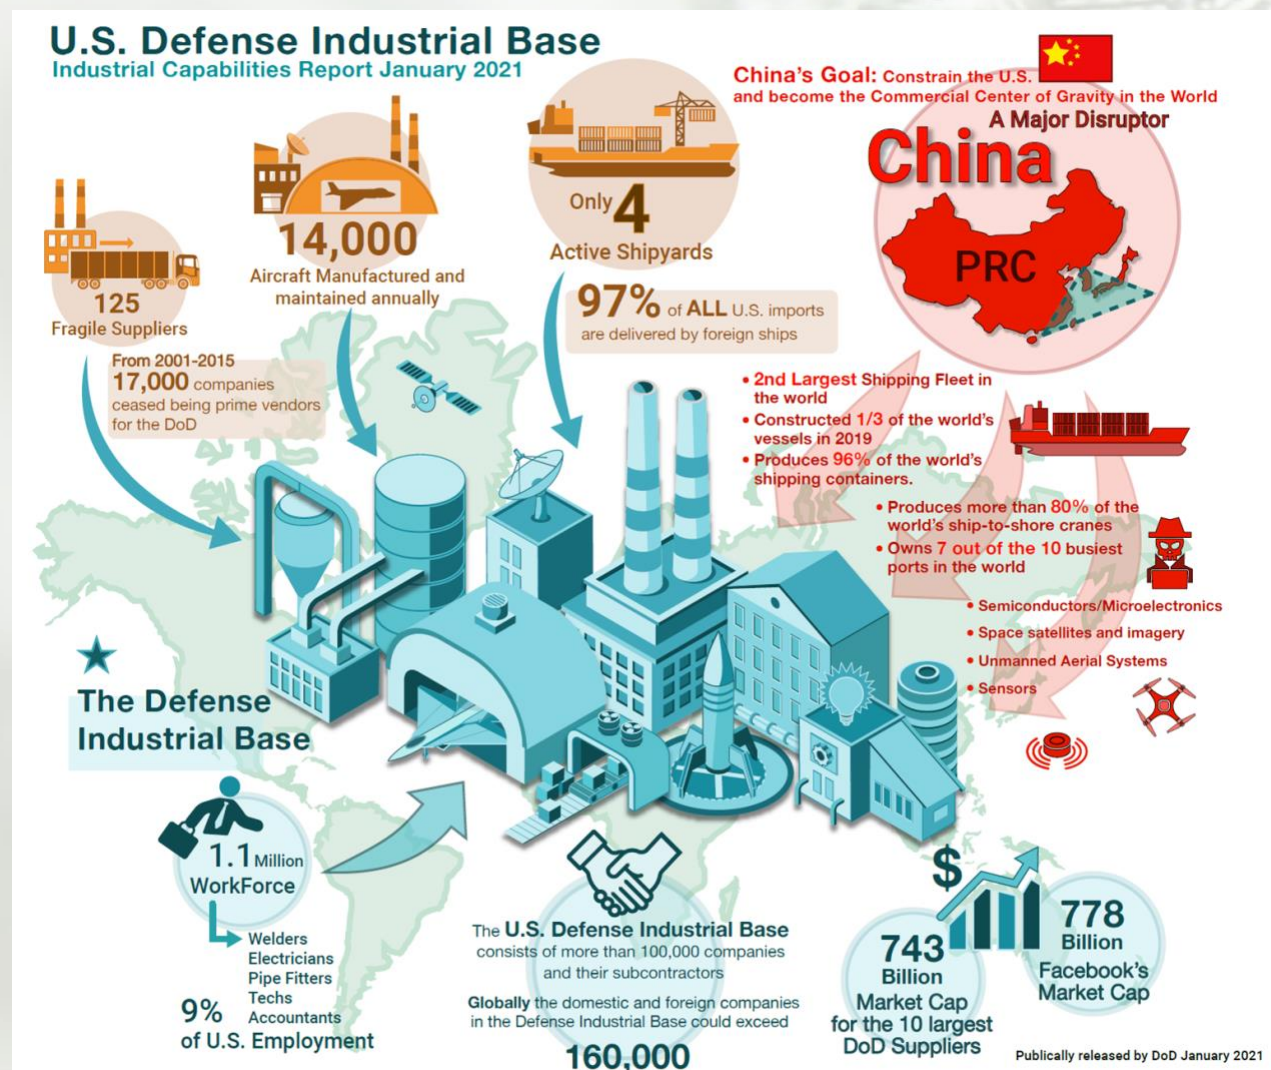 U.S. Defense Industrial Base
Industrial Capabilities Report January 2021
125
Fragile Suppliers
From 2001-2015
17,000 companies
ceased being prime vendors
for the DoD
14,000
Aircraft Manufactured and
maintained annually
Only 4
Active Shipyards
97% of ALL U.S. imports
are delivered by foreign ships
China's Goal: Constrain the U.S.
and become the Commercial Center of Gravity in the World
A Major Disruptor
China
PRC
• 2nd Largest Shipping Fleet in
the world
• Constructed 1/3 of the world's
vessels in 2019
• Produces 96% of the world's
shipping containers.
• Produces more than 80% of the
world's ship-to-shore cranes
• Owns 7 out of the 10 busiest
ports in the world
• Semiconductors/Microelectronics
• Space satellites and imagery
• Unmanned Aerial Systems
• Sensors
The Defense
Industrial Base
1.1 Million
WorkForce
Welders
Electricians
Pipe Fitters
Techs
Accountants
9%
of U.S. Employment
The U.S. Defense Industrial Base
consists of more than 100,000 companies
and their subcontractors
Globally the domestic and foreign companies
in the Defense Industrial Base could exceed
160,000
$
743
Billion
Market Cap
for the 10 largest
DoD Suppliers
778
Billion
Facebook's
Market Cap
Publically released by DoD January 2021